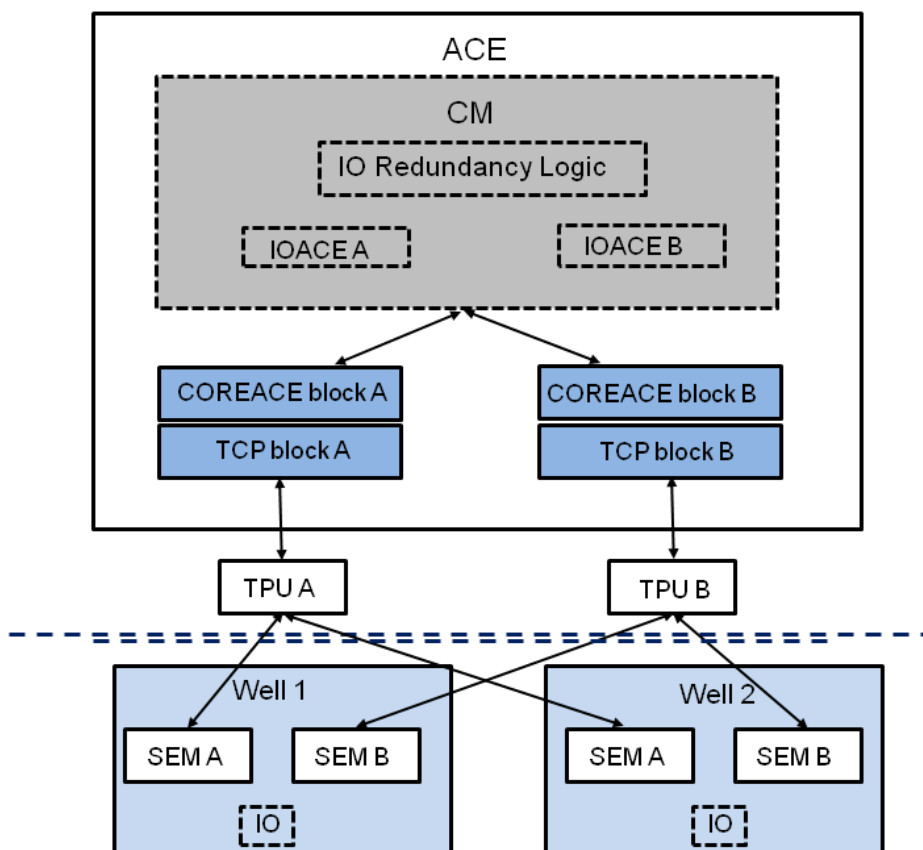 ACE
CM
IO Redundancy Logic
IOACE A
IOACE B
COREACE block A
COREACE block B
TCP block A
TCP block B
TPU A
TPU B
Well 1
Well 2
SEM A
SEM B
SEM A
SEM B
IO
IO